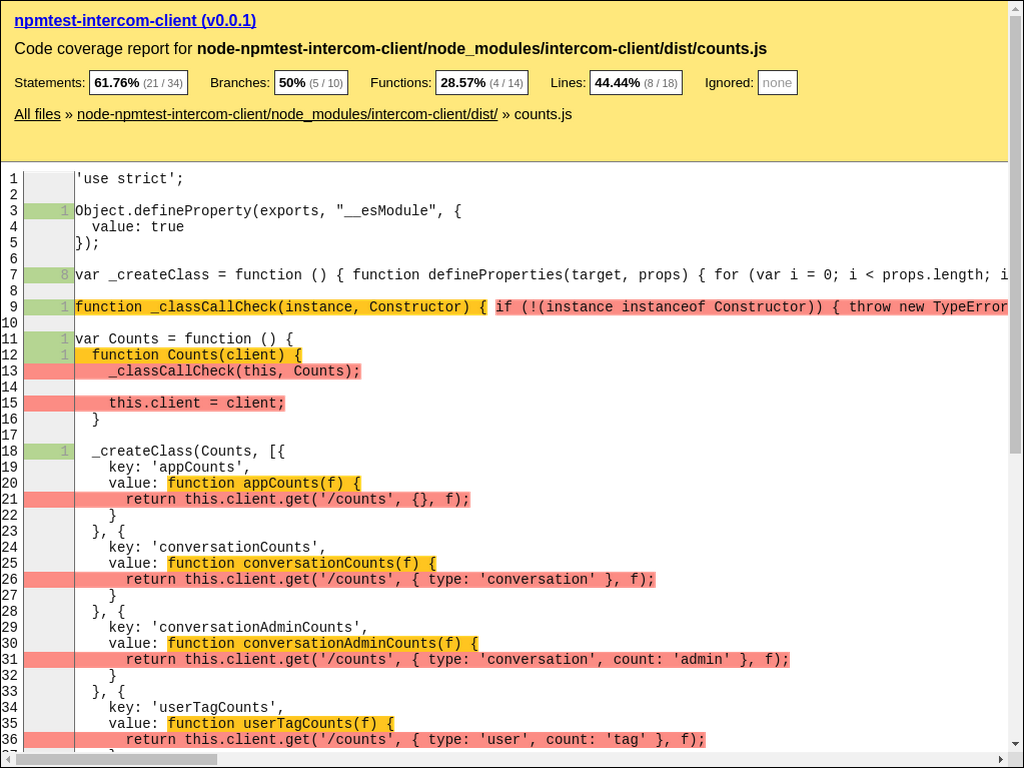 npmtest-intercom-client (v0.0.1)
Code coverage report for node-npmtest-intercom-client/node_modules/intercom-client/dist/counts.js
Statements: 61.76% (21 / 34) Branches: 50% (5 / 10) Functions: 28.57% (4 / 14) Lines: 44.44% (8 / 18) Ignored: none
All files » node-npmtest-intercom-client/node_modules/intercom-client/dist/ » counts.js
1 'use strict';
2
3 1 Object.defineProperty(exports, "__esModule", {
4 value: true
5 });
6
7 8 var _createClass = function () { function defineProperties(target, props) { for (var i = 0; i < props.length; i
8
9 1 function _classCallCheck(instance, Constructor) { if (!(instance instanceof Constructor)) { throw new TypeError
10
11 1 var Counts = function () {
12 1 function Counts(client) {
13 _classCallCheck(this, Counts);
14
15 this.client = client;
16 }
17
18 1 _createClass(Counts, [{
19 key: 'appCounts',
20 value: function appCounts(f) {
21 return this.client.get('/counts', {}, f);
22 }
23 }, {
24 key: 'conversationCounts',
25 value: function conversationCounts(f) {
26 return this.client.get('/counts', { type: 'conversation' }, f);
27 }
28 }, {
29 key: 'conversationAdminCounts',
30 value: function conversationAdminCounts(f) {
31 return this.client.get('/counts', { type: 'conversation', count: 'admin' }, f);
32 }
33 }, {
34 key: 'userTagCounts',
35 value: function userTagCounts(f) {
36 return this.client.get('/counts', { type: 'user', count: 'tag' }, f);